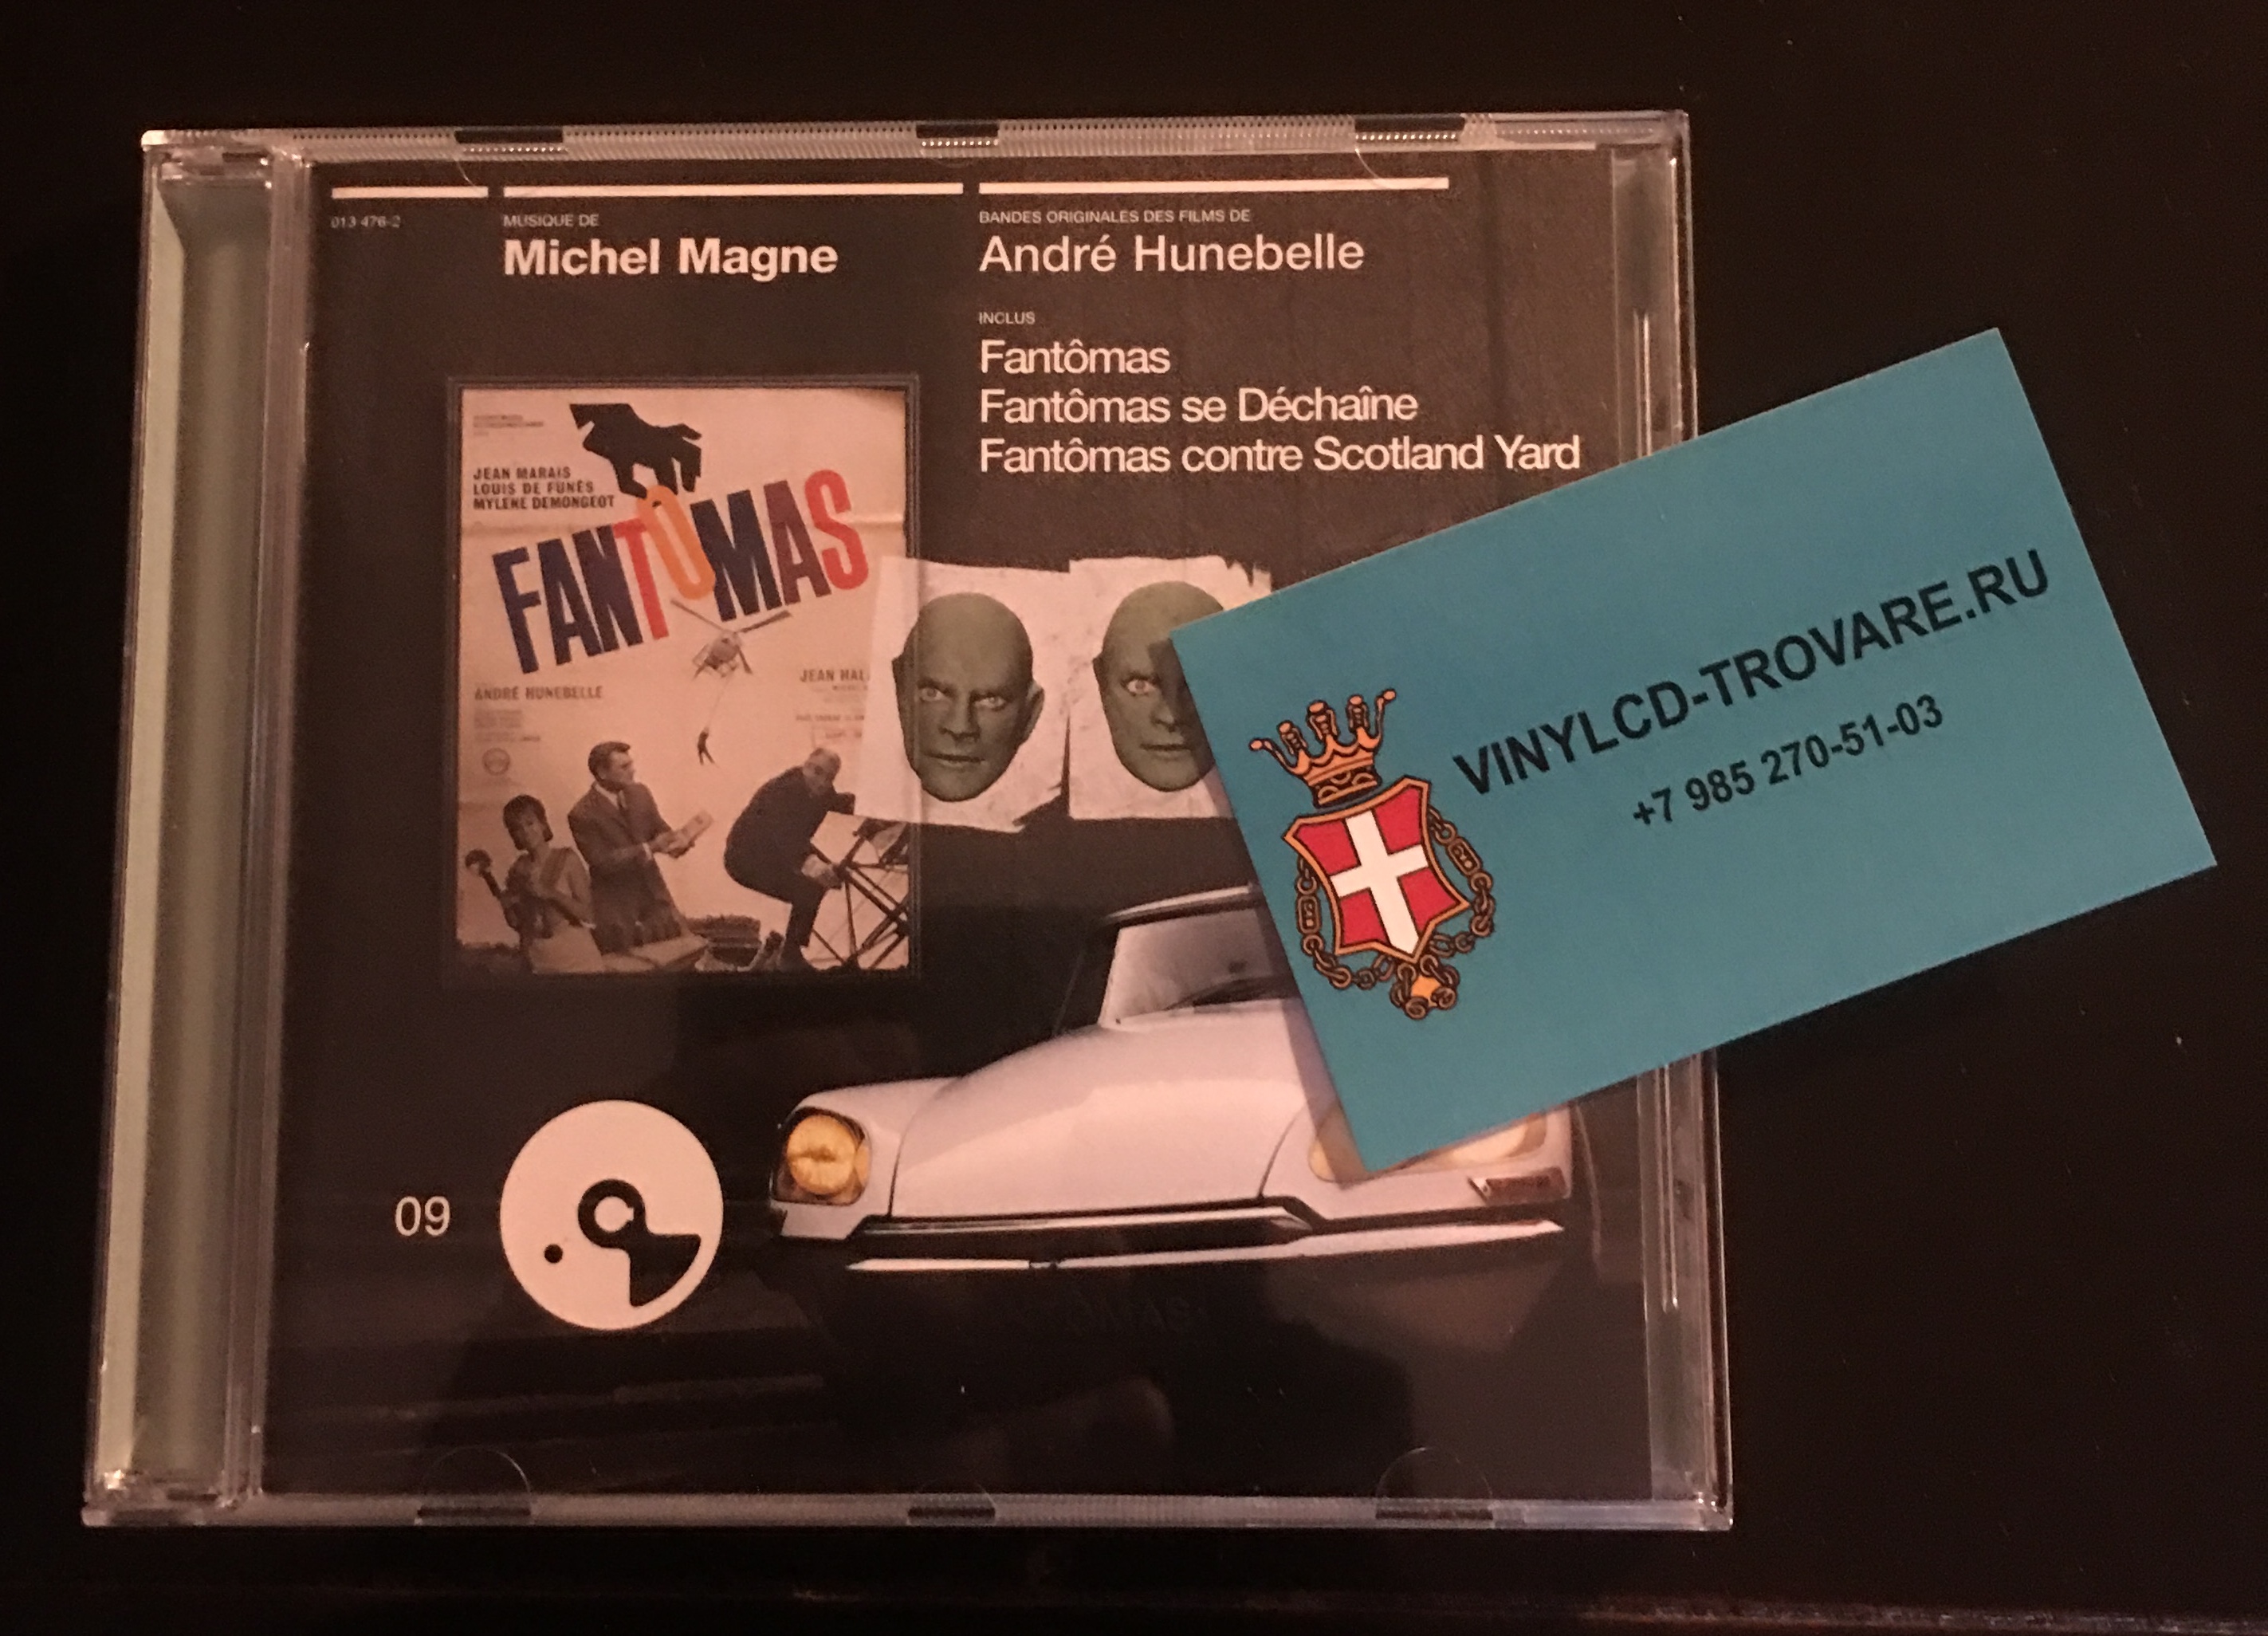 013 476-2
MUSIQUE DE
Michel Magne
BANDES ORIGINALES DES FILMS DE
André Hunebelle
INCLUS
Fantômas
Fantômas se Déchaîne
Fantômas contre Scotland Yard
JEAN MARAIS
LOUIS DE FUNÈS
MYLÈNE DEMONGEOT
FANTÔMAS
ANDRÉ HUNEBELLE
JEAN HAL
09
VINYLCD-TROVARE.RU
+7 985 270-51-03